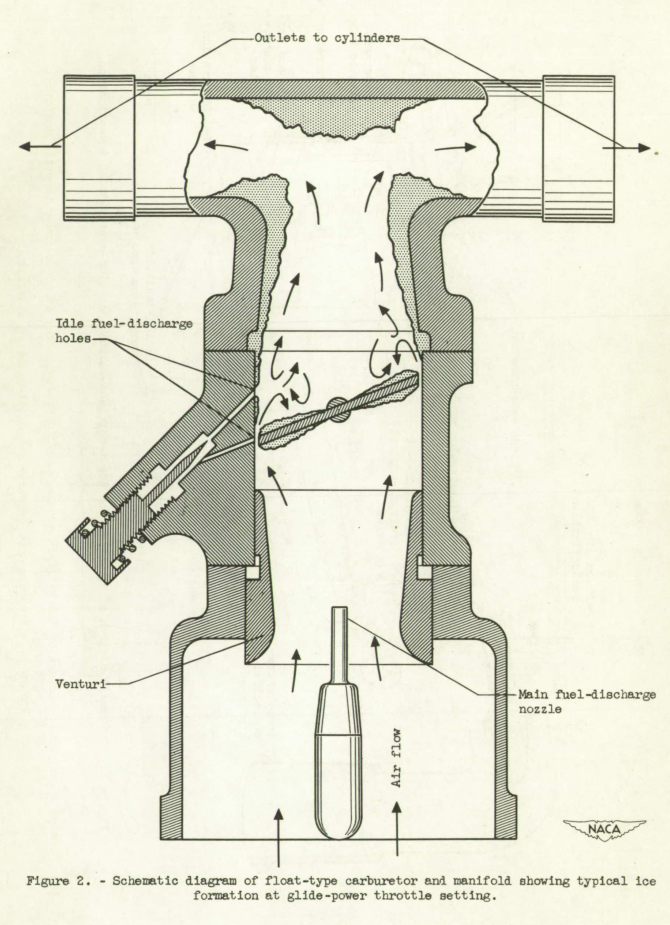 Outlets to cylinders
Idle fuel-discharge
holes
Venturi
Main fuel-discharge
nozzle
Air flow
NACA
Figure 2. - Schematic diagram of float-type carburetor and manifold showing typical ice
formation at glide-power throttle setting.